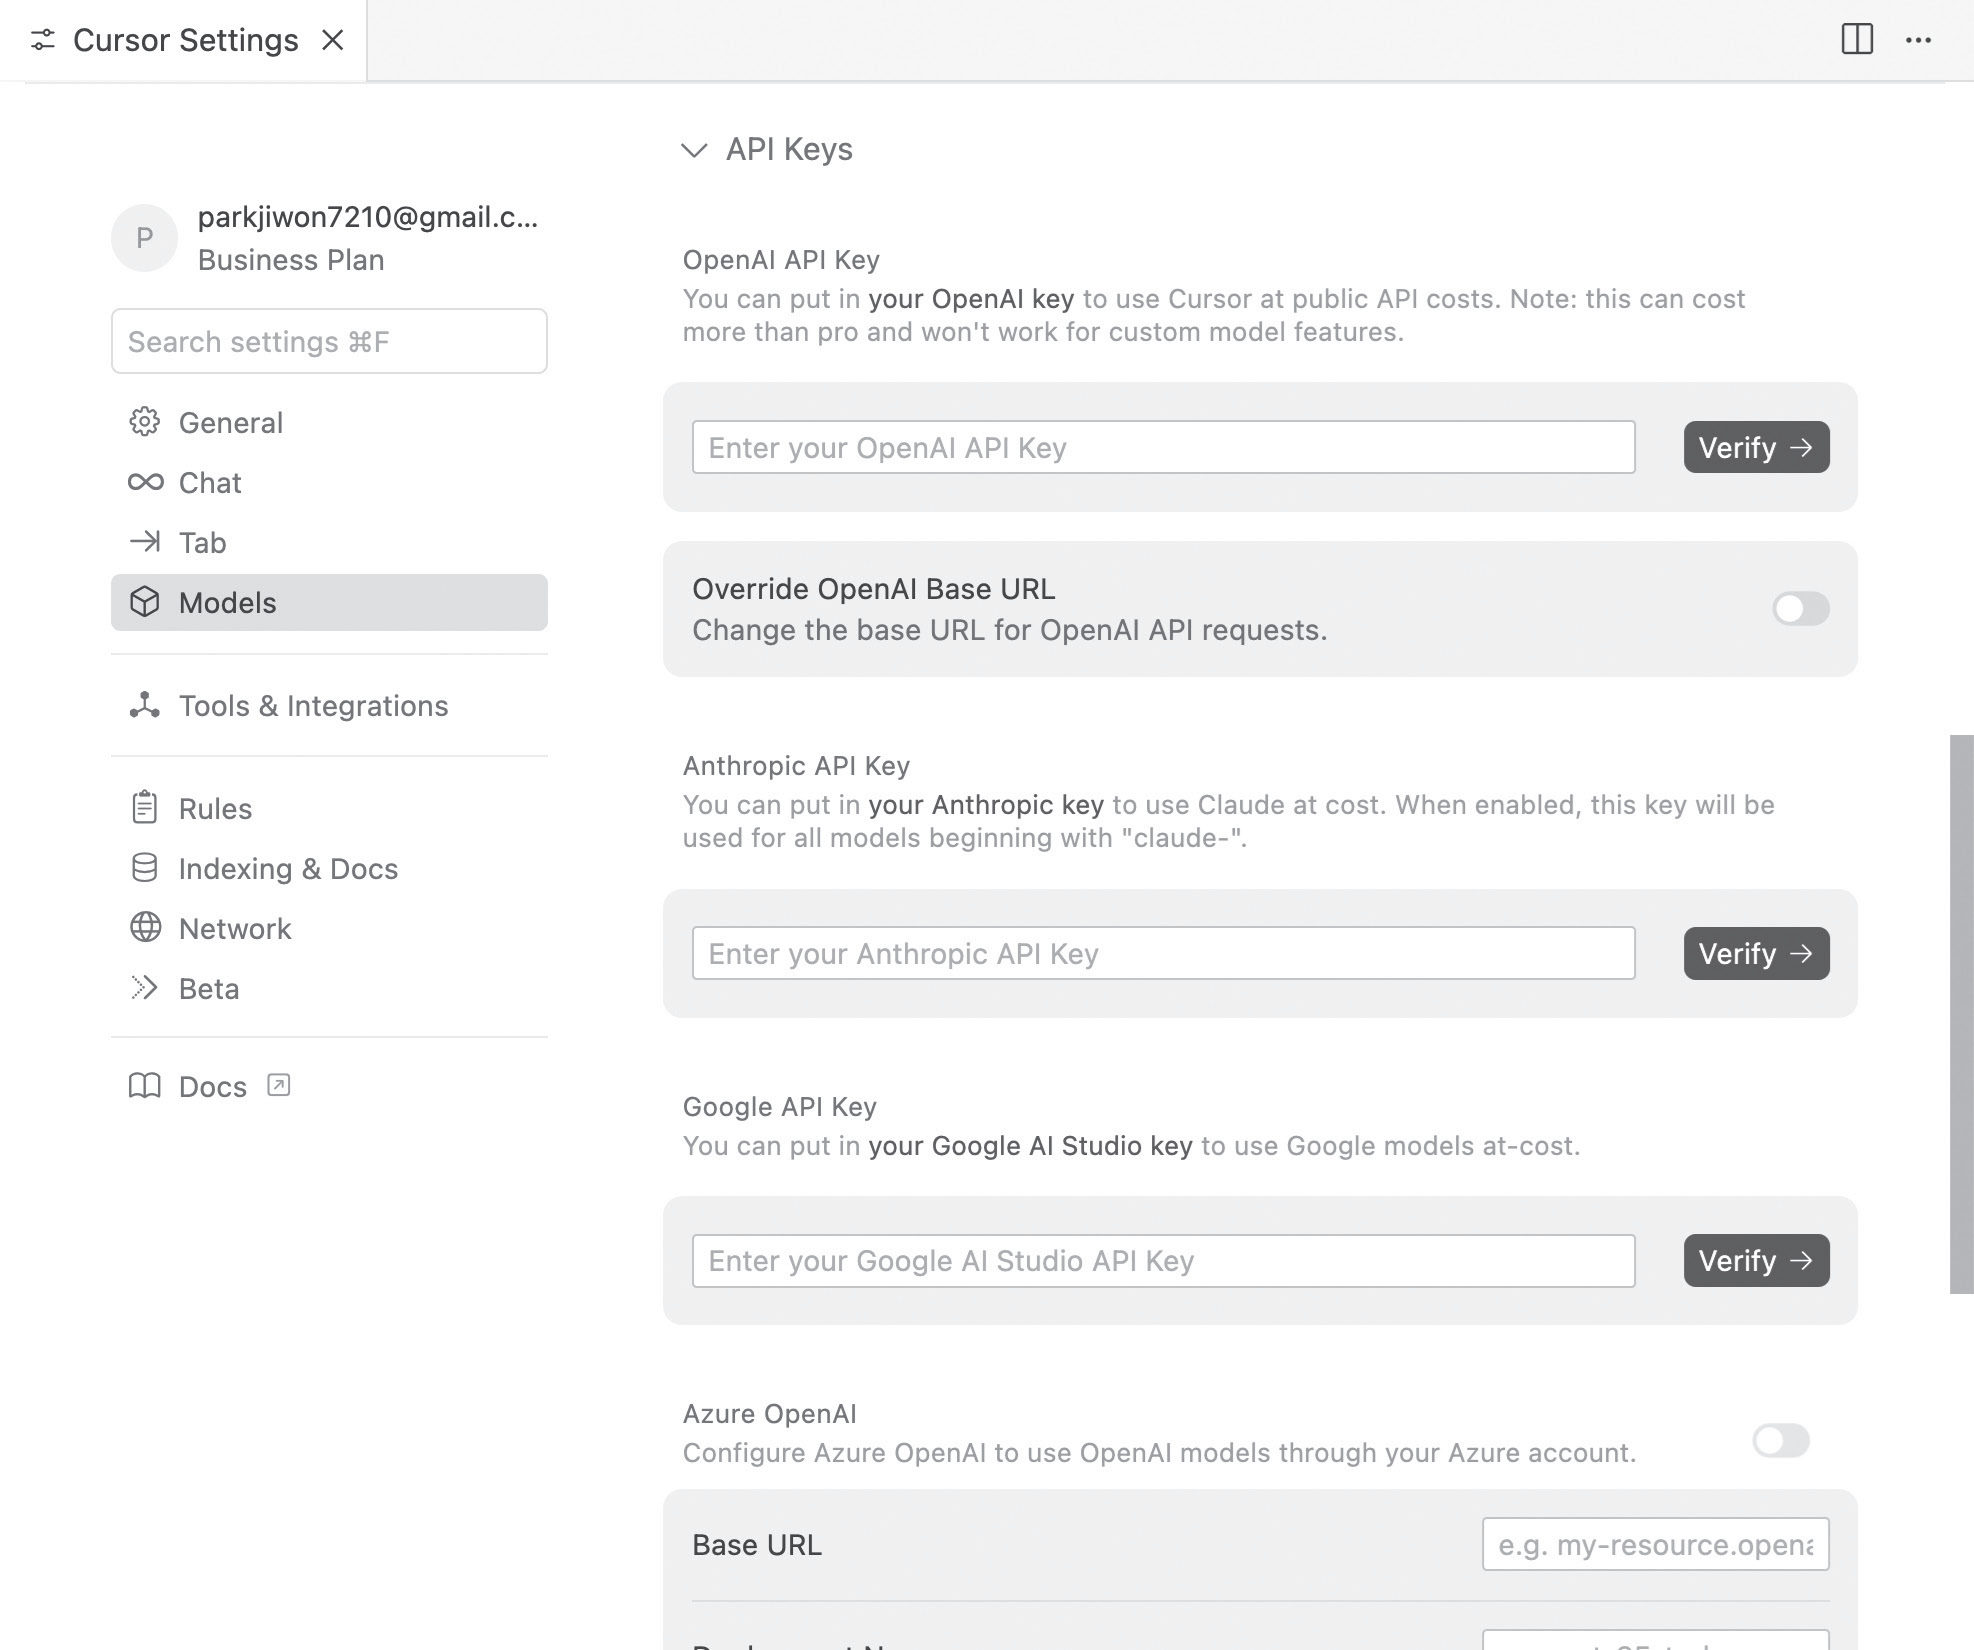 Cursor Settings
API Keys
parkjiwon7210@gmail.c...
P
Business Plan
Search settings ⌘F
General
Chat
Tab
Models
Tools & Integrations
Rules
Indexing & Docs
Network
Beta
Docs
OpenAI API Key
You can put in your OpenAI key to use Cursor at public API costs. Note: this can cost
more than pro and won't work for custom model features.
Enter your OpenAI API Key
Verify →
Override OpenAI Base URL
Change the base URL for OpenAI API requests.
Anthropic API Key
You can put in your Anthropic key to use Claude at cost. When enabled, this key will be
used for all models beginning with "claude-".
Enter your Anthropic API Key
Verify →
Google API Key
You can put in your Google AI Studio key to use Google models at-cost.
Enter your Google AI Studio API Key
Verify →
Azure OpenAI
Configure Azure OpenAI to use OpenAI models through your Azure account.
Base URL
e.g. my-resource.opena